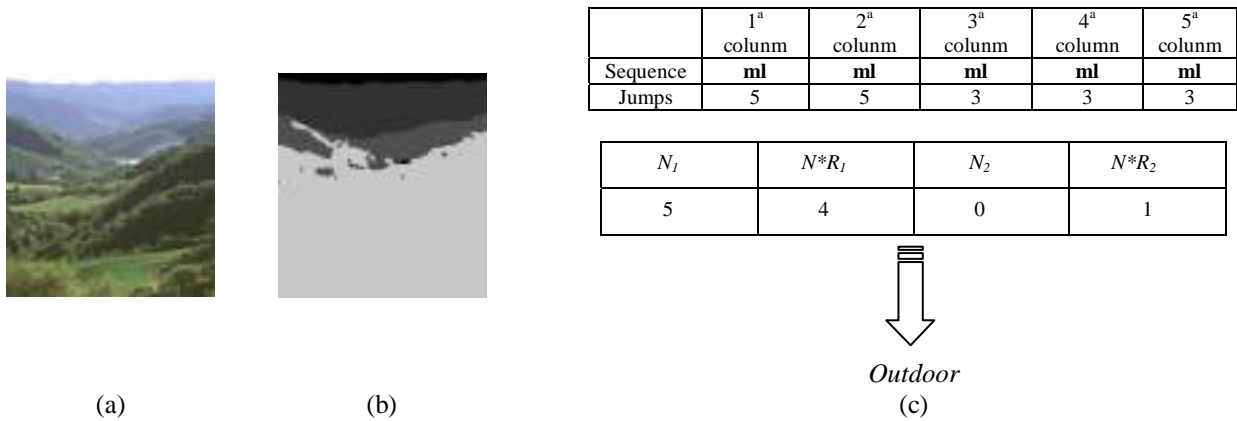 1ª 2ª 3ª 4ª 5ª
colunm colunm colunm column colunm
Sequence ml ml ml ml ml
Jumps 5 5 3 3 3
N1 N*R1 N2 N*R2
5 4 0 1
Outdoor
(a) (b) (c)